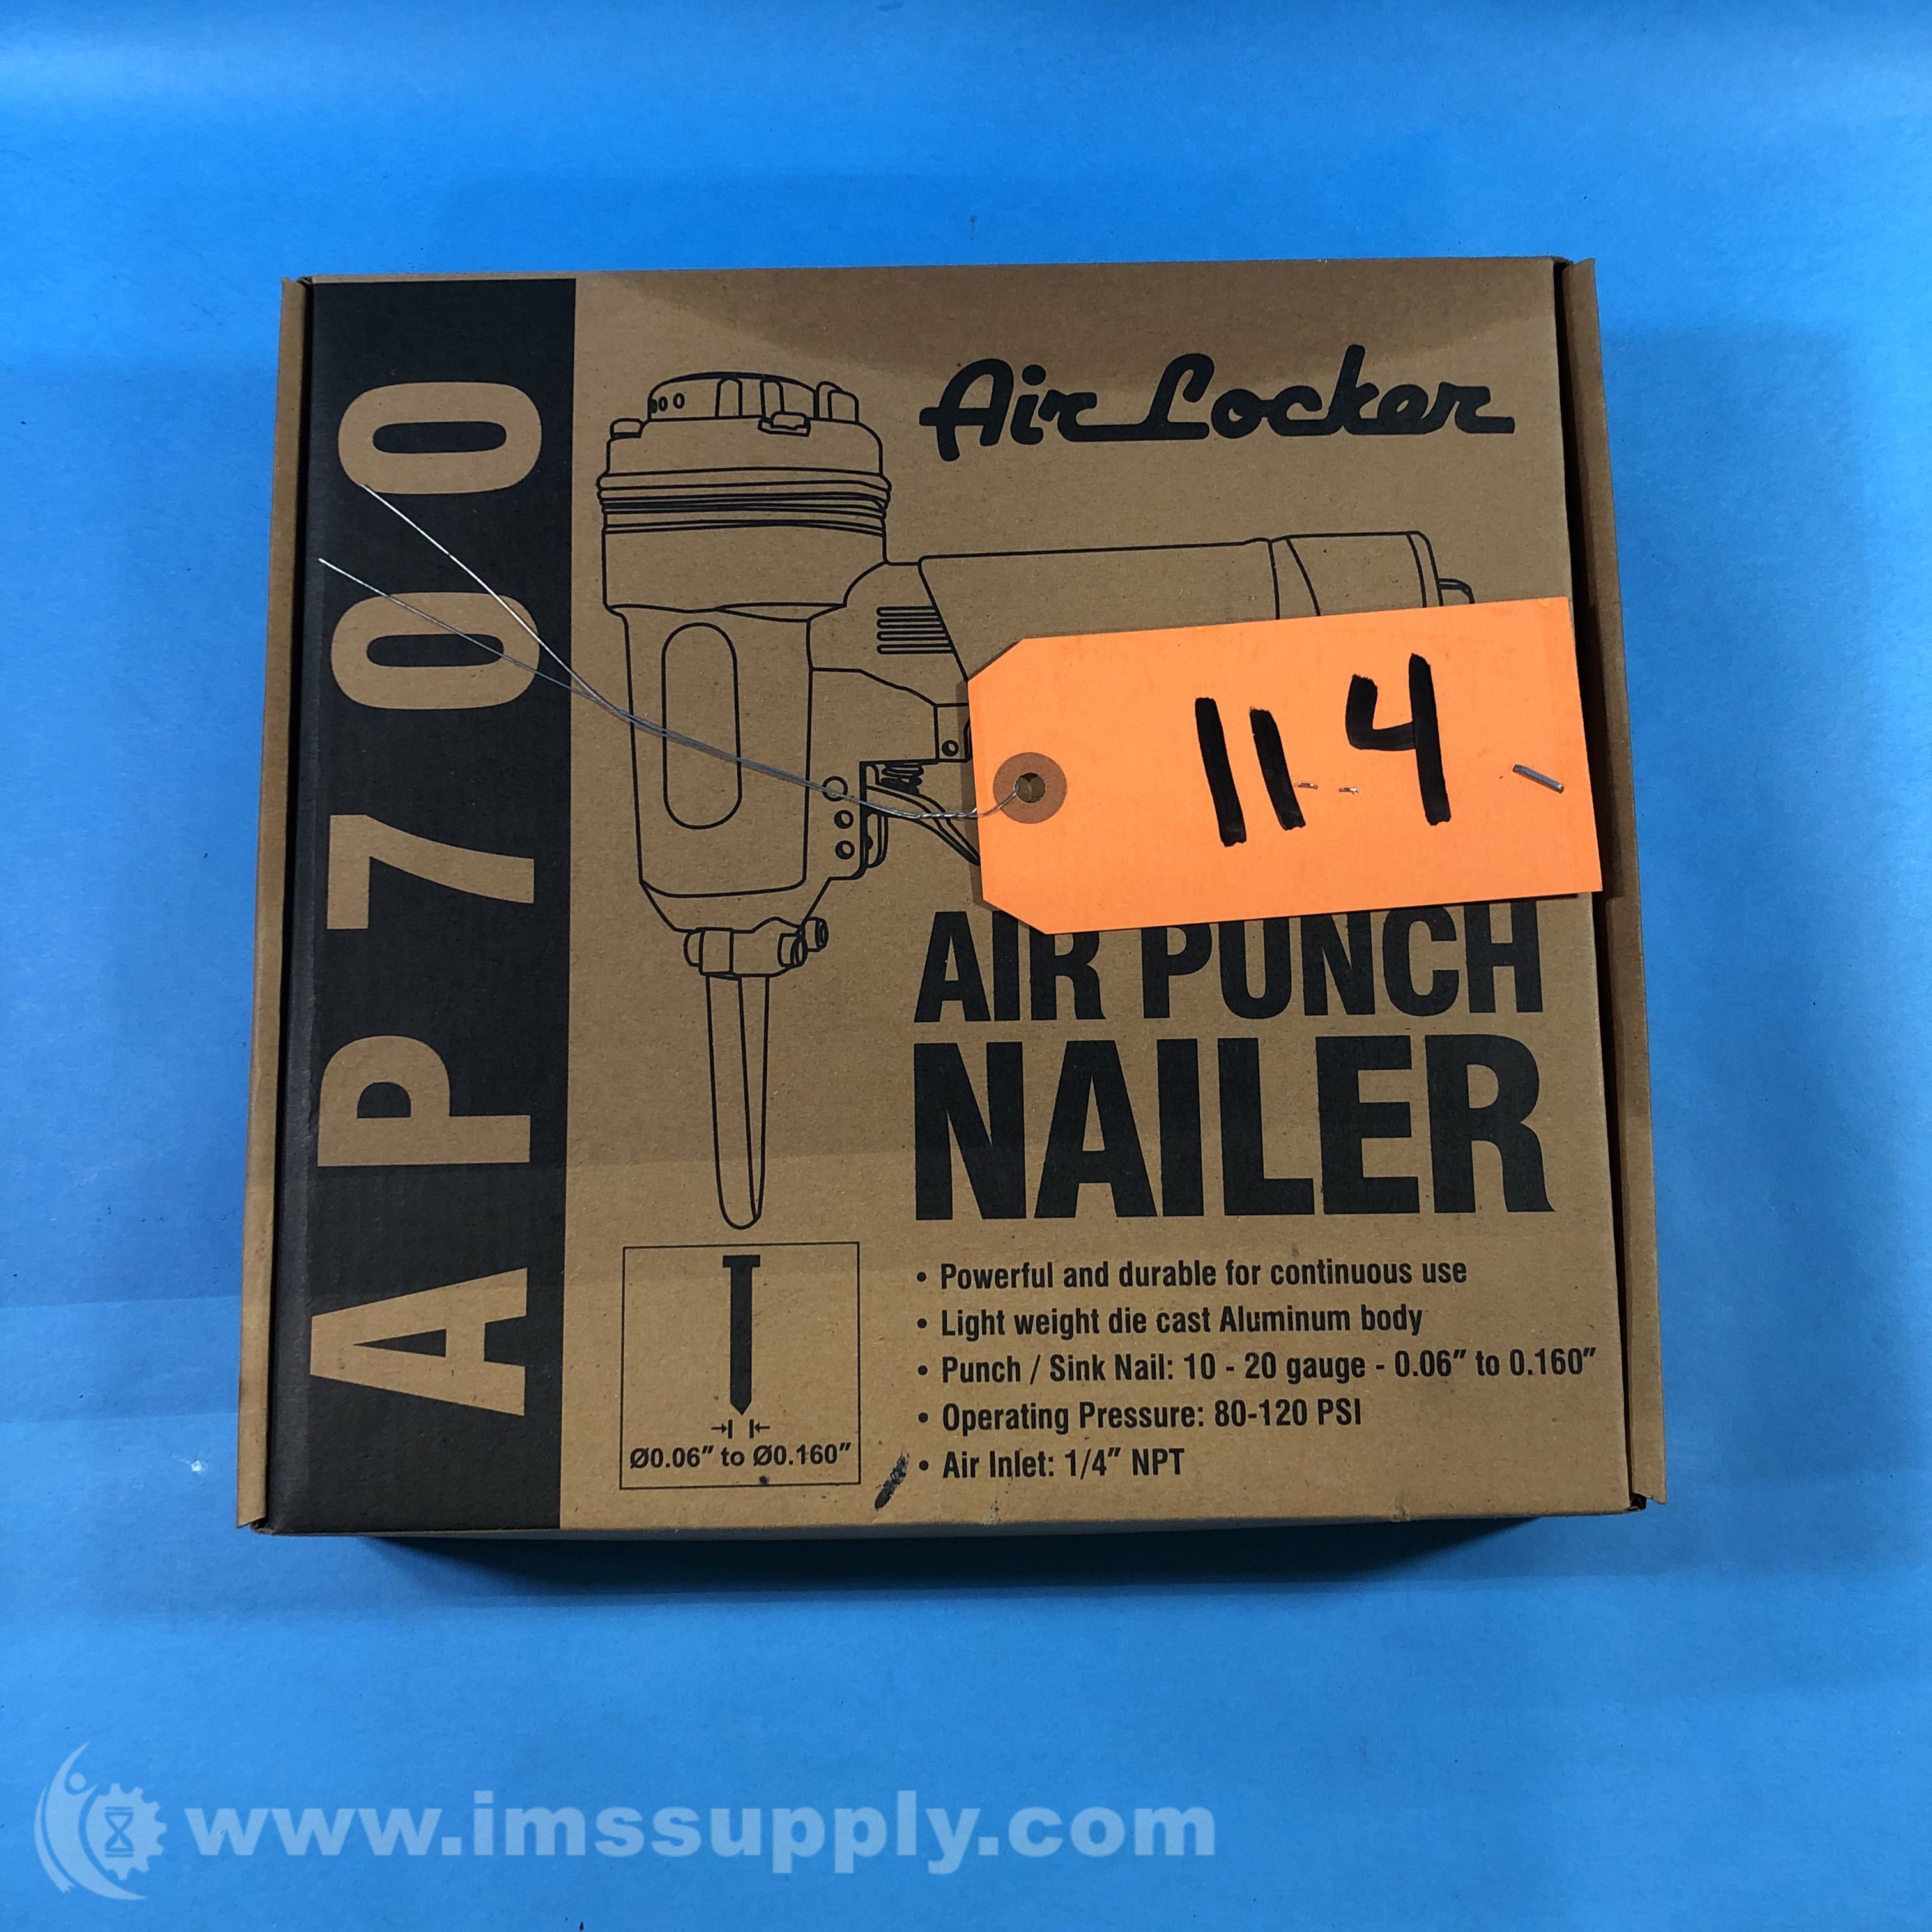 AP700
Air Locker
114
AIR PUNCH
NAILER
• Powerful and durable for continuous use
• Light weight die cast Aluminum body
• Punch / Sink Nail: 10 - 20 gauge - 0.06" to 0.160"
• Operating Pressure: 80-120 PSI
• Air Inlet: 1/4" NPT
Ø0.06" to Ø0.160"
www.imssupply.com